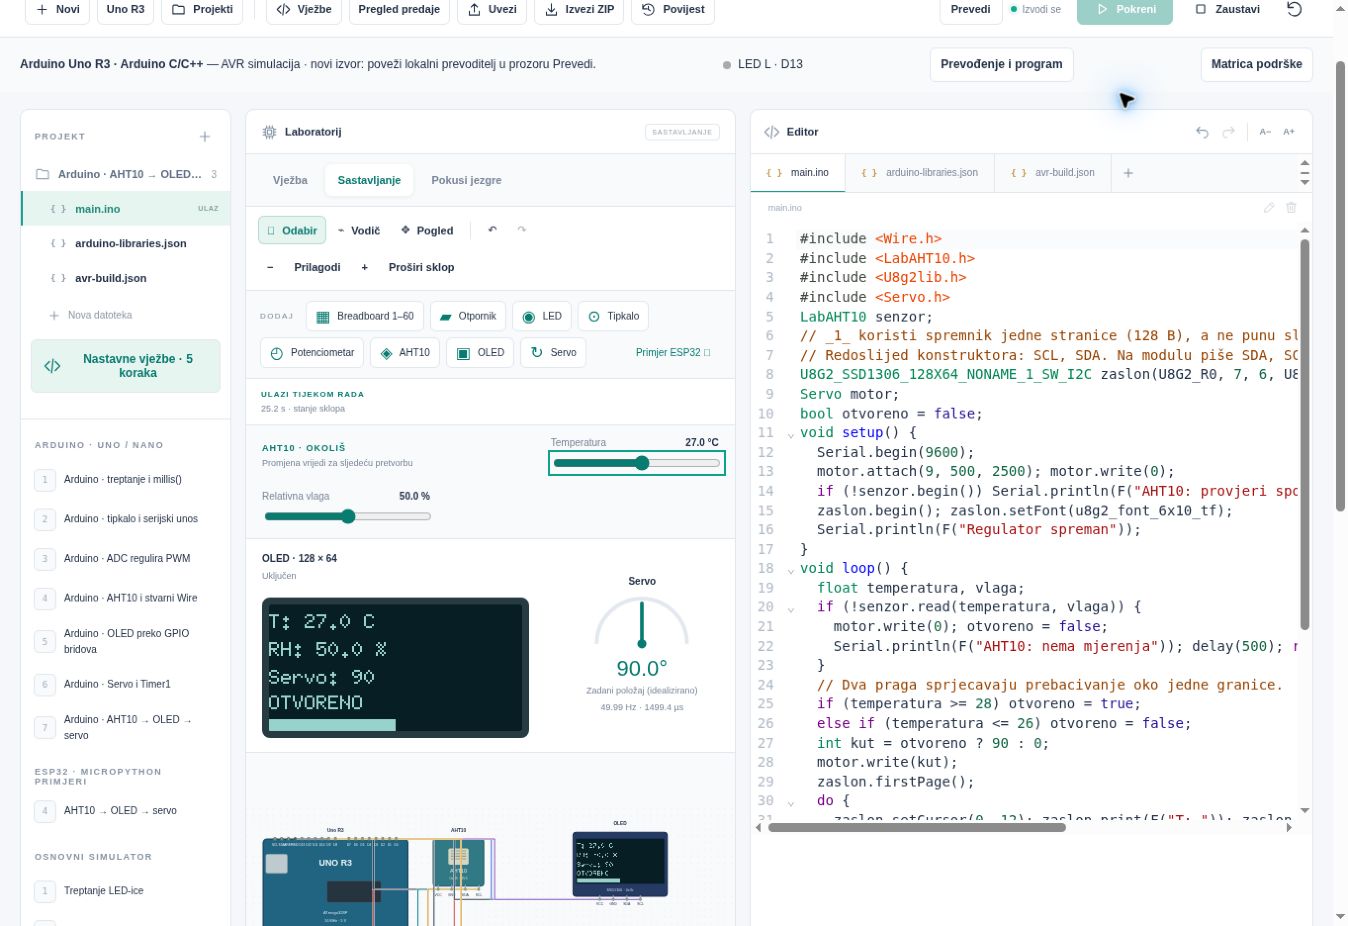 Novi
Uno R3
Projekti
Vježbe
Pregled predaje
Uvezi
Izvezi ZIP
Povijest
Prevedi
Izvodi se
Pokreni
Zaustavi
Arduino Uno R3 · Arduino C/C++ — AVR simulacija · novi izvor: poveži lokalni prevoditelj u prozoru Prevedi.
LED L · D13
Prevođenje i program
Matrica podrške
PROJEKT
Arduino · AHT10 → OLED… 3
main.ino ULAZ
arduino-libraries.json
avr-build.json
Nova datoteka
Nastavne vježbe · 5
koraka
ARDUINO · UNO / NANO
1 Arduino · treptanje i millis()
2 Arduino · tipkalo i serijski unos
3 Arduino · ADC regulira PWM
4 Arduino · AHT10 i stvarni Wire
5 Arduino · OLED preko GPIO
bridova
6 Arduino · Servo i Timer1
7 Arduino · AHT10 → OLED →
servo
ESP32 · MICROPYTHON
PRIMJERI
4 AHT10 → OLED → servo
OSNOVNI SIMULATOR
1 Treptanje LED-ice
Laboratorij
SASTAVLJANJE
Vježba
Sastavljanje
Pokusi jezgre
Odabir
Vodič
Pogled
− Prilagodi + Proširi sklop
DODAJ
Breadboard 1–60
Otpornik
LED
Tipkalo
Potenciometar
AHT10
OLED
Servo
Primjer ESP32
ULAZI TIJEKOM RADA
25.2 s · stanje sklopa
AHT10 · OKOLIŠ
Promjena vrijedi za sljedeću pretvorbu
Temperatura 27.0 °C
Relativna vlaga 50.0 %
OLED · 128 × 64
Uključen
T: 27.0 C
RH: 50.0 %
Servo: 90
OTVORENO
Servo
90.0°
Zadani položaj (idealizirano)
49.99 Hz · 1499.4 µs
Uno R3
AHT10
OLED
UNO R3
AHT10
Editor
A−
A+
main.ino
arduino-libraries.json
avr-build.json
main.ino
1 #include <Wire.h>
2 #include <LabAHT10.h>
3 #include <U8g2lib.h>
4 #include <Servo.h>
5 LabAHT10 senzor;
6 // _1_ koristi spremnik jedne stranice (128 B), a ne punu sl
7 // Redoslijed konstruktora: SCL, SDA. Na modulu piše SDA, SC
8 U8G2_SSD1306_128X64_NONAME_1_SW_I2C zaslon(U8G2_R0, 7, 6, U8
9 Servo motor;
10 bool otvoreno = false;
11 void setup() {
12 Serial.begin(9600);
13 motor.attach(9, 500, 2500); motor.write(0);
14 if (!senzor.begin()) Serial.println(F("AHT10: provjeri spo
15 zaslon.begin(); zaslon.setFont(u8g2_font_6x10_tf);
16 Serial.println(F("Regulator spreman"));
17 }
18 void loop() {
19 float temperatura, vlaga;
20 if (!senzor.read(temperatura, vlaga)) {
21 motor.write(0); otvoreno = false;
22 Serial.println(F("AHT10: nema mjerenja")); delay(500); r
23 }
24 // Dva praga sprjecavaju prebacivanje oko jedne granice.
25 if (temperatura >= 28) otvoreno = true;
26 else if (temperatura <= 26) otvoreno = false;
27 int kut = otvoreno ? 90 : 0;
28 motor.write(kut);
29 zaslon.firstPage();
30 do {
31 zaslon.setCursor(0, 12); zaslon.print(F("T: ")); zaslon